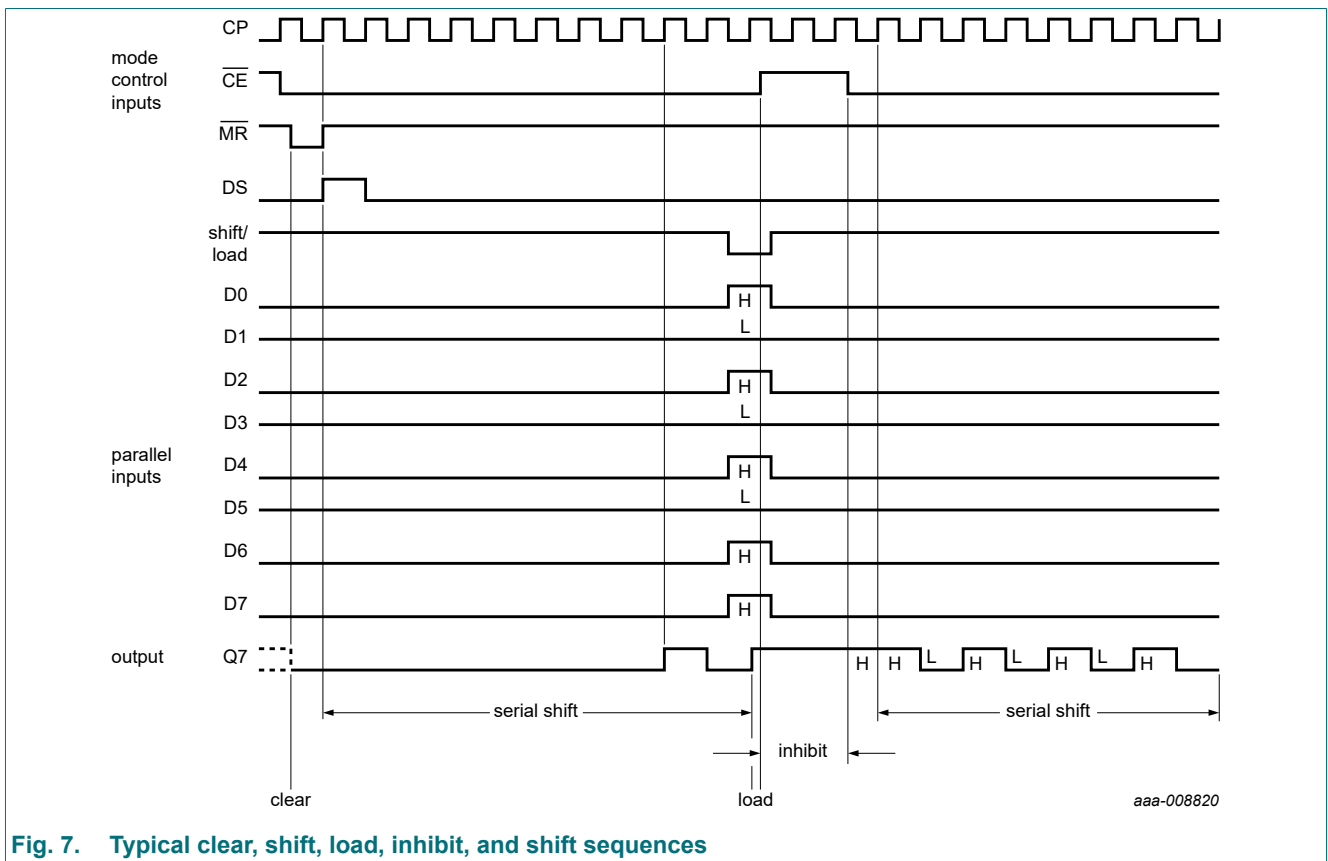 CP
mode
control
inputs
CE
MR
DS
shift/
load
D0
H
D1
L
D2
H
D3
L
parallel
inputs
D4
H
D5
L
D6
H
D7
H
output
Q7
H H L H L H L H
serial shift
serial shift
inhibit
clear
load
aaa-008820
Fig. 7. Typical clear, shift, load, inhibit, and shift sequences